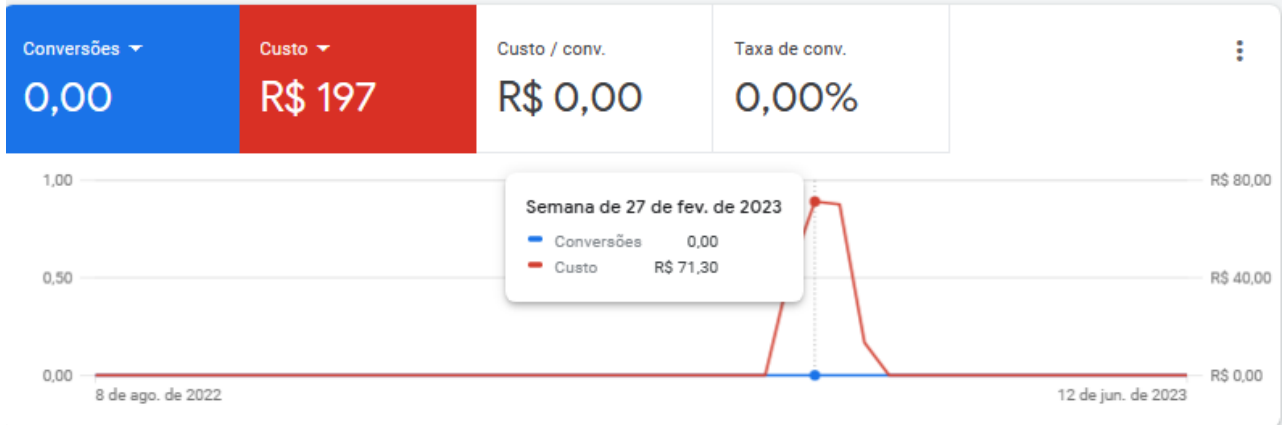 Conversões Custo Custo / conv. Taxa de conv.
0,00 R$ 197 R$ 0,00 0,00%
1,00 R$ 80,00
Semana de 27 de fev. de 2023
Conversões 0,00
Custo R$ 71,30
0,50 R$ 40,00
0,00 R$ 0,00
8 de ago. de 2022 12 de jun. de 2023